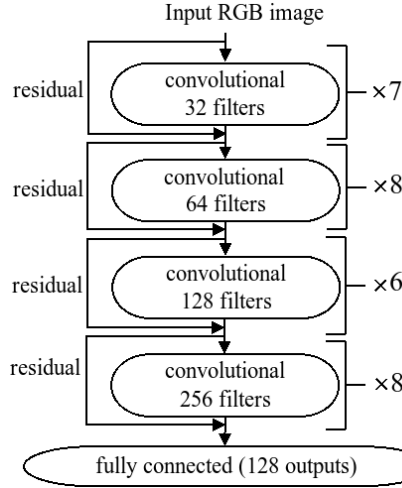 Input RGB image
residual
convolutional
32 filters
×7
residual
convolutional
64 filters
×8
residual
convolutional
128 filters
×6
residual
convolutional
256 filters
×8
fully connected (128 outputs)